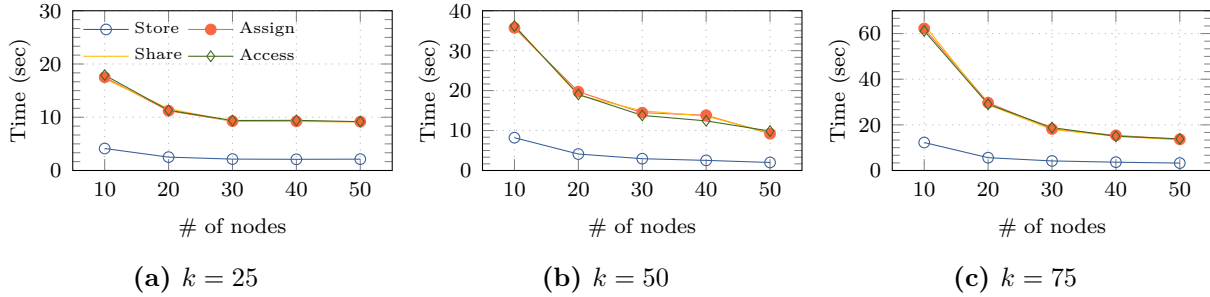 30
20
10
0
10 20 30 40 50
Time (sec)
# of nodes
Store Assign
Share Access
(a) k = 25
40
30
20
10
0
10 20 30 40 50
Time (sec)
# of nodes
(b) k = 50
60
40
20
0
10 20 30 40 50
Time (sec)
# of nodes
(c) k = 75